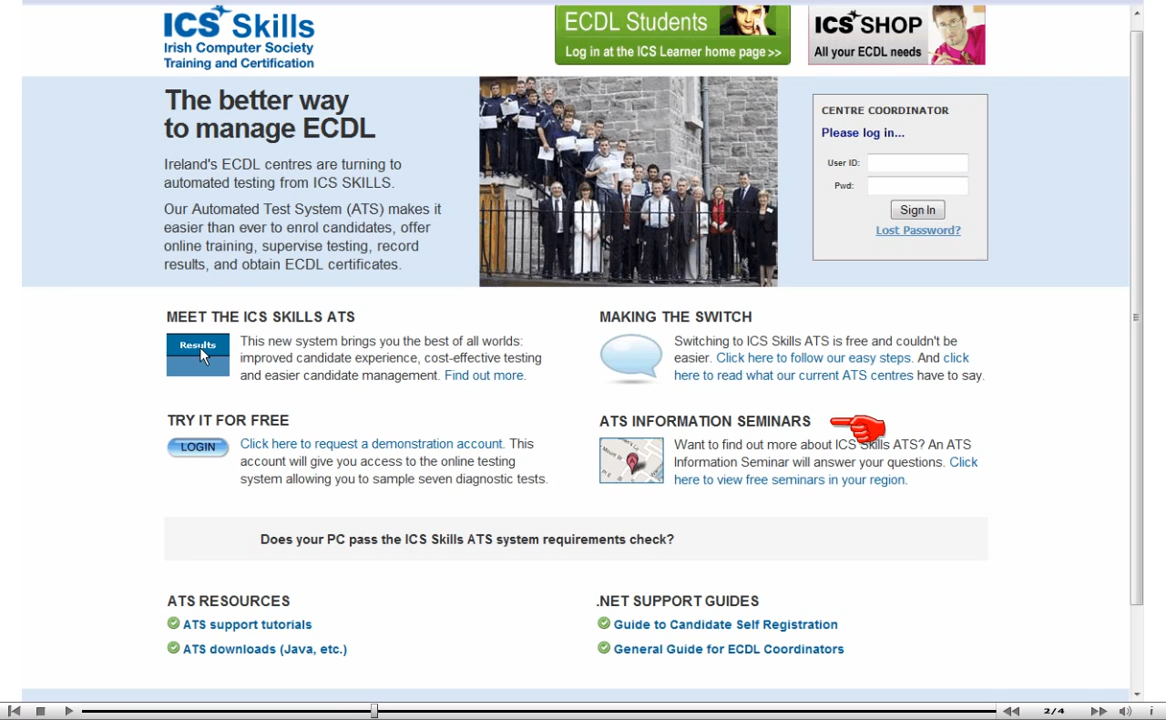 ICS Skills
Irish Computer Society
Training and Certification
ECDL Students
Log in at the ICS Learner home page >>
ICS SHOP
All your ECDL needs
The better way
to manage ECDL
Ireland's ECDL centres are turning to
automated testing from ICS SKILLS.
Our Automated Test System (ATS) makes it
easier than ever to enrol candidates, offer
online training, supervise testing, record
results, and obtain ECDL certificates.
CENTRE COORDINATOR
Please log in...
User ID:
Pwd:
Sign In
Lost Password?
MEET THE ICS SKILLS ATS
Results
This new system brings you the best of all worlds:
improved candidate experience, cost-effective testing
and easier candidate management. Find out more.
MAKING THE SWITCH
Switching to ICS Skills ATS is free and couldn't be
easier. Click here to follow our easy steps. And click
here to read what our current ATS centres have to say.
TRY IT FOR FREE
LOGIN
Click here to request a demonstration account. This
account will give you access to the online testing
system allowing you to sample seven diagnostic tests.
ATS INFORMATION SEMINARS
Want to find out more about ICS Skills ATS? An ATS
Information Seminar will answer your questions. Click
here to view free seminars in your region.
Does your PC pass the ICS Skills ATS system requirements check?
ATS RESOURCES
ATS support tutorials
ATS downloads (Java, etc.)
.NET SUPPORT GUIDES
Guide to Candidate Self Registration
General Guide for ECDL Coordinators
2/4